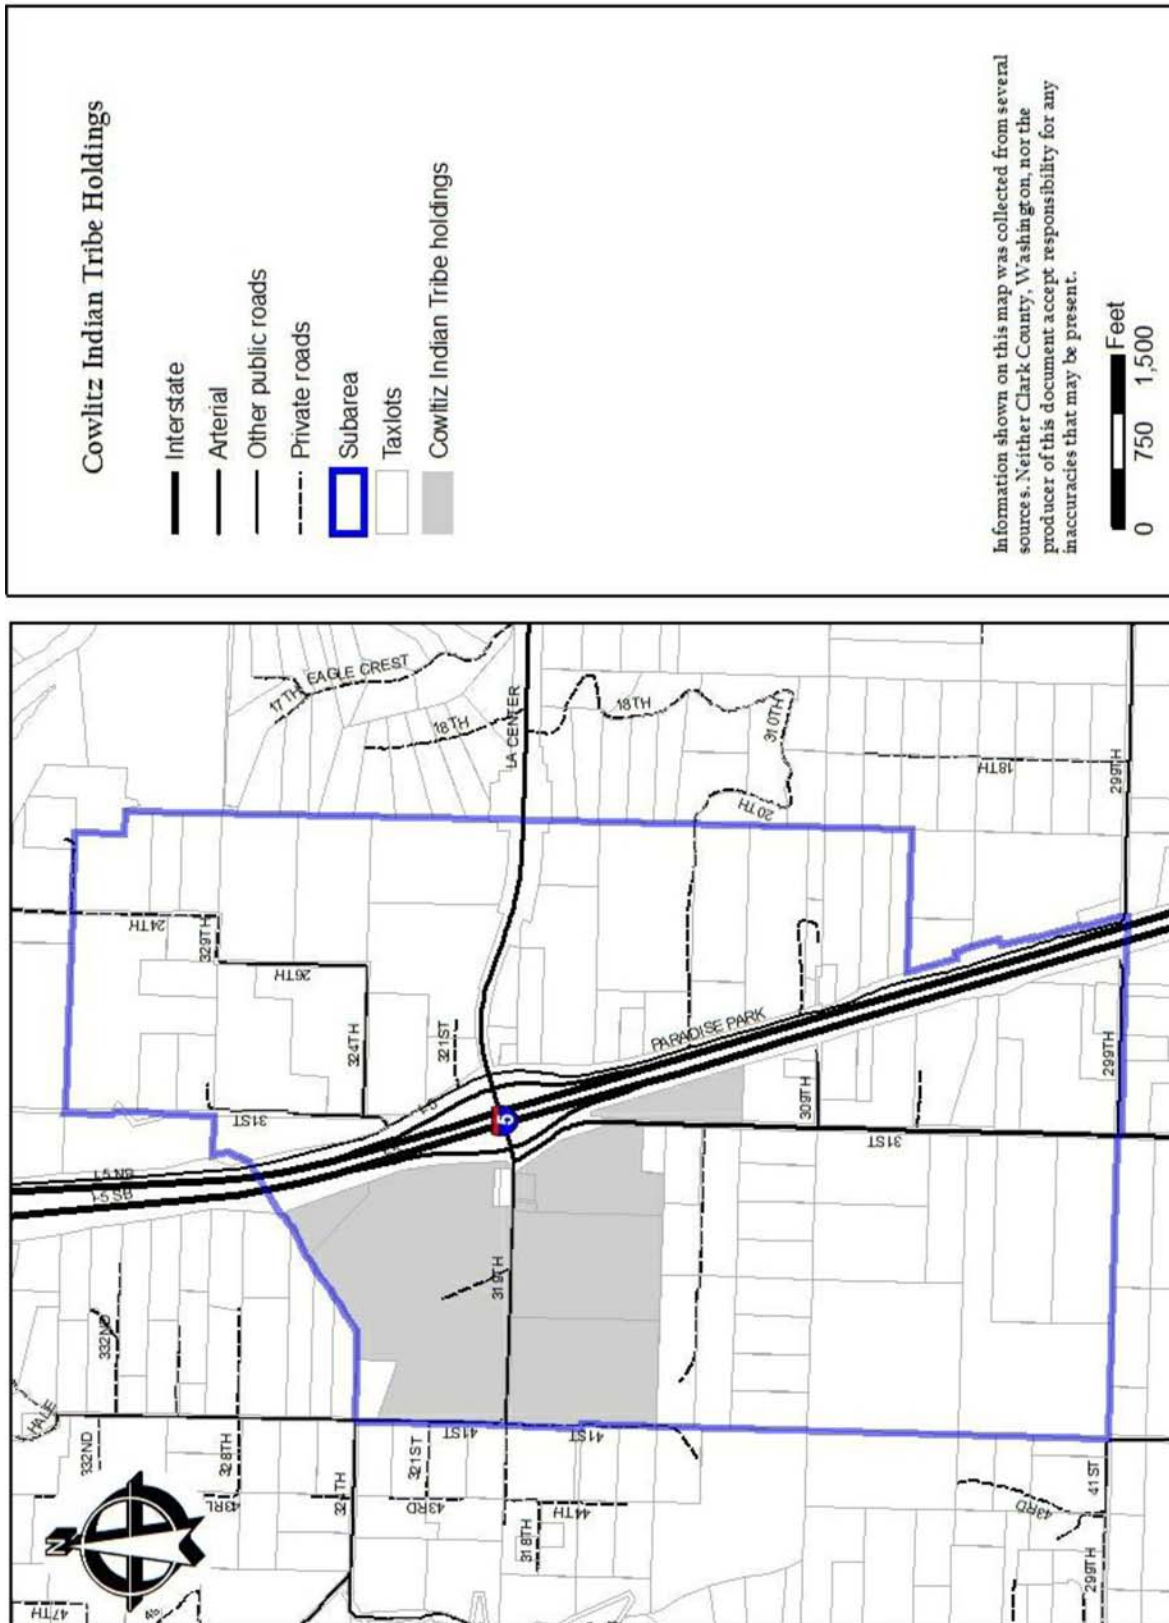 Cowlitz Indian Tribe Holdings
Interstate
Arterial
Other public roads
Private roads
Subarea
Taxlots
Cowltiz Indian Tribe holdings
Information shown on this map was collected from several
sources. Neither Clark County, Washington, nor the
producer of this document accept responsibility for any
inaccuracies that may be present.
Feet
0 750 1,500
EAGLE CREST
17TH
18TH
LA CENTER
18TH
310TH
20TH
18TH
299TH
24TH
329TH
26TH
324TH
321ST
PARADISE PARK
I-5
5
31ST
309TH
299TH
31ST
I-5 NB
I-5 SB
319TH
332ND
HALE
332ND
328TH
43RD
41ST
321ST
41ST
43RD
44TH
318TH
41ST
43RD
299TH
N
47TH